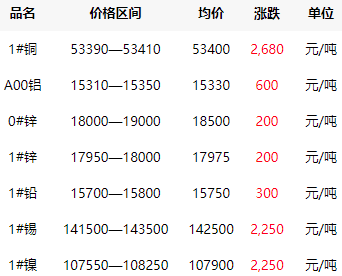 品名 价格区间 均价 涨跌 单位
1#铜 53390—53410 53400 2,680 元/吨
A00铝 15310—15350 15330 600 元/吨
0#锌 18000—19000 18500 200 元/吨
1#锌 17950—18000 17975 200 元/吨
1#铅 15700—15800 15750 300 元/吨
1#锡 141500—143500 142500 2,250 元/吨
1#镍 107550—108250 107900 2,250 元/吨